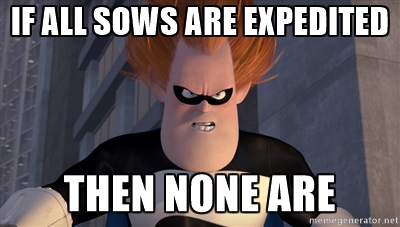 IF ALL SOWS ARE EXPEDITED
THEN NONE ARE
memegenerator.net